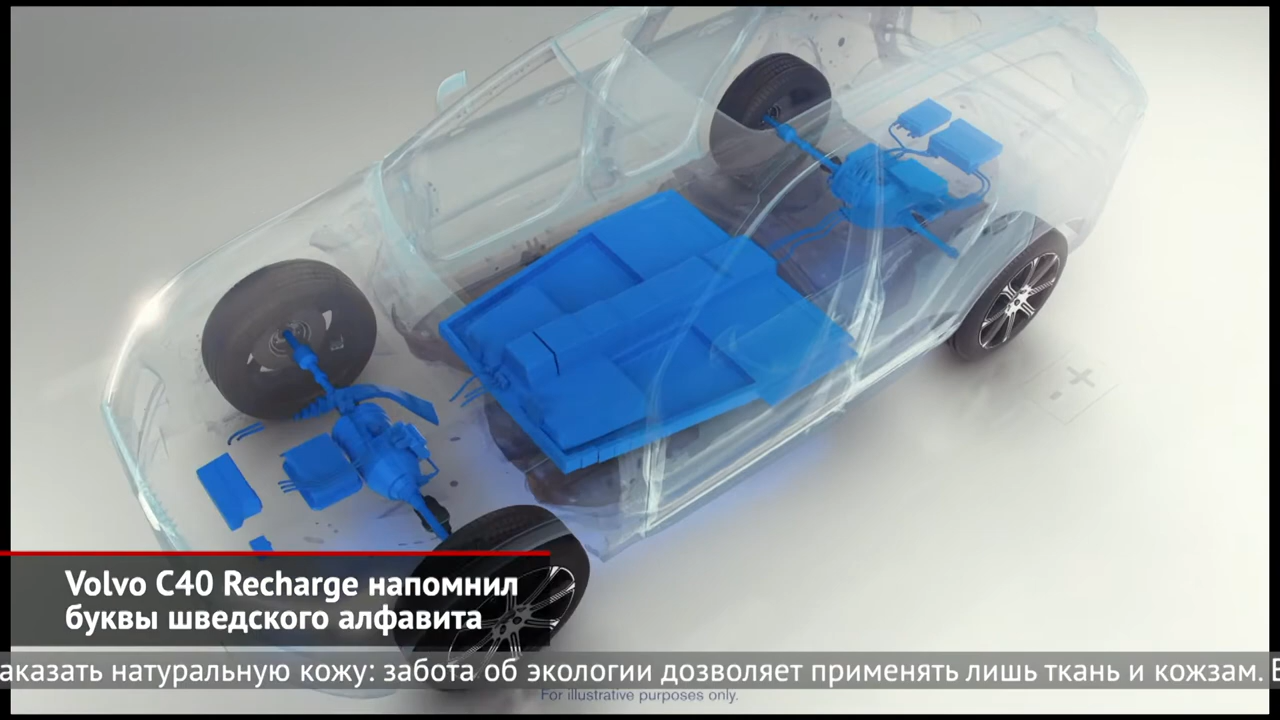 Volvo C40 Recharge напомнил
буквы шведского алфавита
аказать натуральную кожу: забота об экологии дозволяет применять лишь ткань и кожзам. В
For illustrative purposes only.